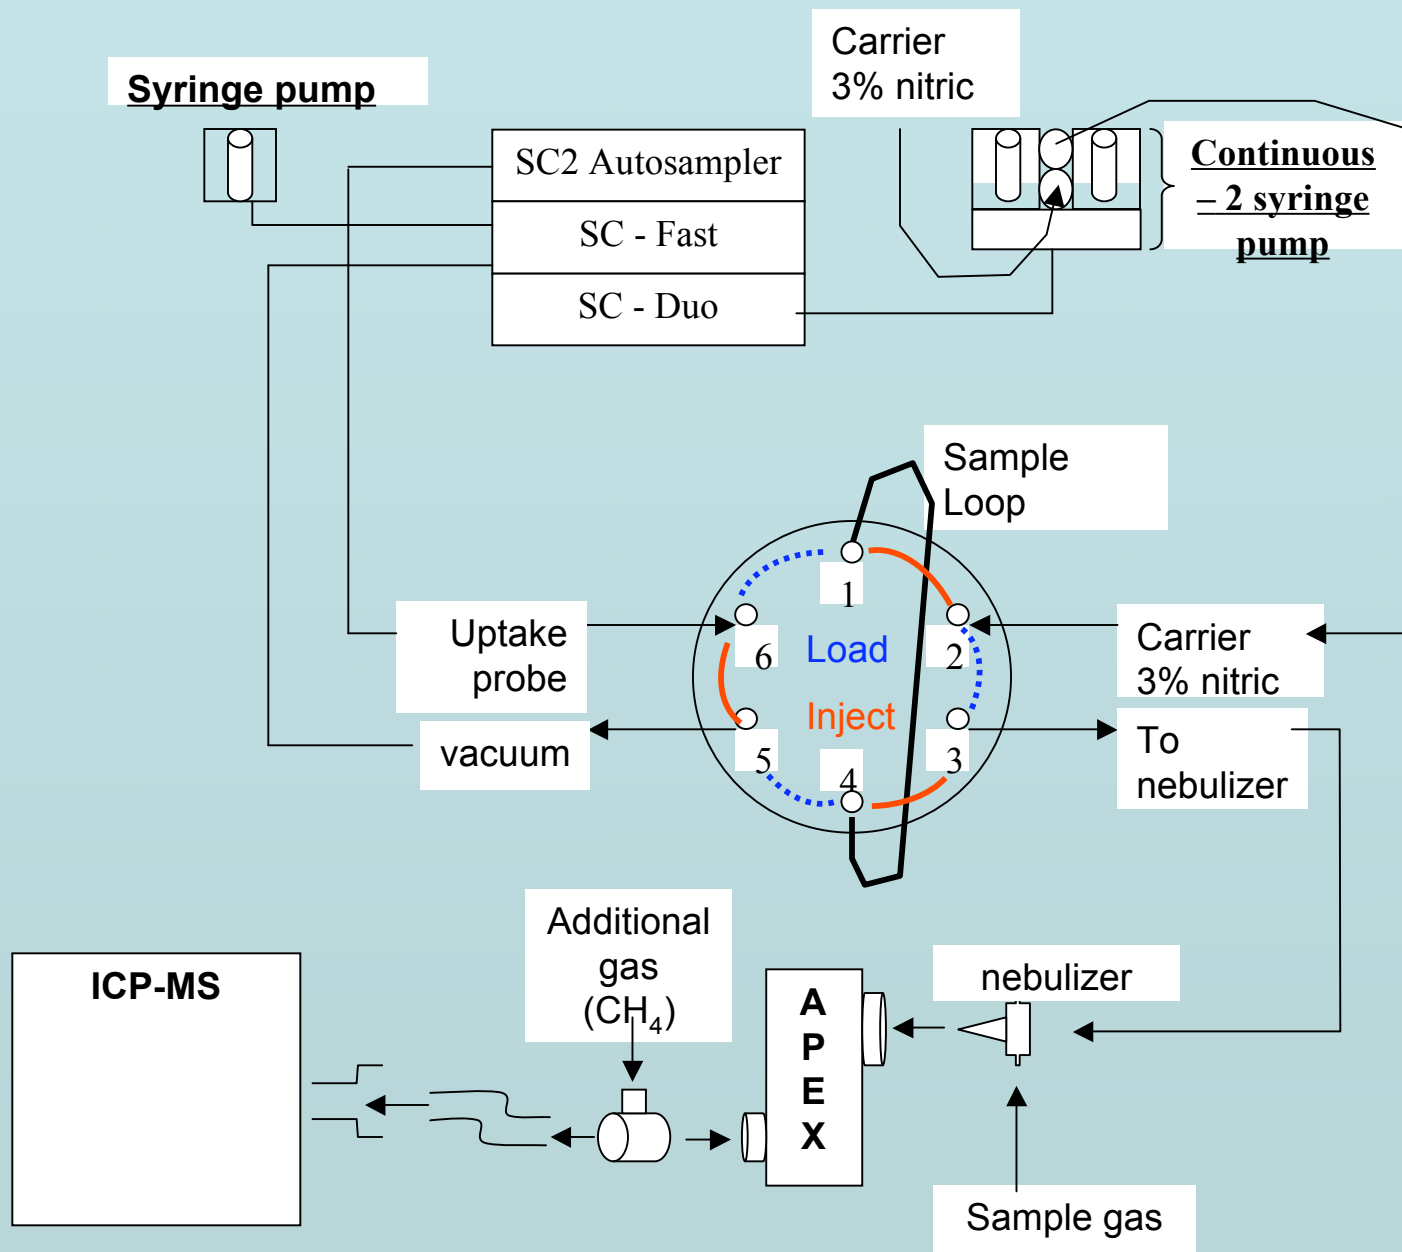 Carrier
3% nitric
Syringe pump
SC2 Autosampler
SC - Fast
SC - Duo
Continuous
– 2 syringe
pump
Sample
Loop
1
6
Load
2
Uptake
probe
Carrier
3% nitric
Inject
vacuum
5
4
3
To
nebulizer
Additional
gas
(CH4)
ICP-MS
A
P
E
X
nebulizer
Sample gas